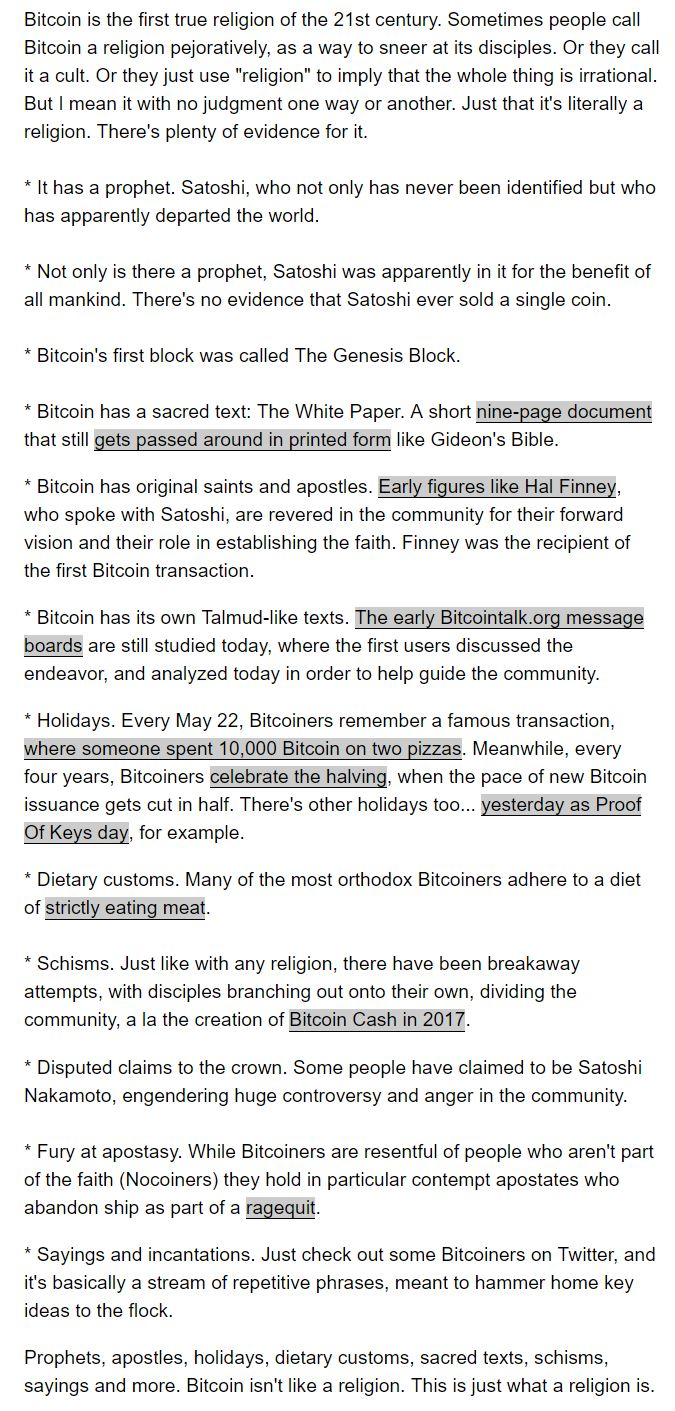 Bitcoin is the first true religion of the 21st century. Sometimes people call
Bitcoin a religion pejoratively, as a way to sneer at its disciples. Or they call
it a cult. Or they just use "religion" to imply that the whole thing is irrational.
But I mean it with no judgment one way or another. Just that it's literally a
religion. There's plenty of evidence for it.
* It has a prophet. Satoshi, who not only has never been identified but who
has apparently departed the world.
* Not only is there a prophet, Satoshi was apparently in it for the benefit of
all mankind. There's no evidence that Satoshi ever sold a single coin.
* Bitcoin's first block was called The Genesis Block.
* Bitcoin has a sacred text: The White Paper. A short nine-page document
that still gets passed around in printed form like Gideon's Bible.
* Bitcoin has original saints and apostles. Early figures like Hal Finney,
who spoke with Satoshi, are revered in the community for their forward
vision and their role in establishing the faith. Finney was the recipient of
the first Bitcoin transaction.
* Bitcoin has its own Talmud-like texts. The early Bitcointalk.org message
boards are still studied today, where the first users discussed the
endeavor, and analyzed today in order to help guide the community.
* Holidays. Every May 22, Bitcoiners remember a famous transaction,
where someone spent 10,000 Bitcoin on two pizzas. Meanwhile, every
four years, Bitcoiners celebrate the halving, when the pace of new Bitcoin
issuance gets cut in half. There's other holidays too... yesterday as Proof
Of Keys day, for example.
* Dietary customs. Many of the most orthodox Bitcoiners adhere to a diet
of strictly eating meat.
* Schisms. Just like with any religion, there have been breakaway
attempts, with disciples branching out onto their own, dividing the
community, a la the creation of Bitcoin Cash in 2017.
* Disputed claims to the crown. Some people have claimed to be Satoshi
Nakamoto, engendering huge controversy and anger in the community.
* Fury at apostasy. While Bitcoiners are resentful of people who aren't part
of the faith (Nocoiners) they hold in particular contempt apostates who
abandon ship as part of a ragequit.
* Sayings and incantations. Just check out some Bitcoiners on Twitter, and
it's basically a stream of repetitive phrases, meant to hammer home key
ideas to the flock.
Prophets, apostles, holidays, dietary customs, sacred texts, schisms,
sayings and more. Bitcoin isn't like a religion. This is just what a religion is.